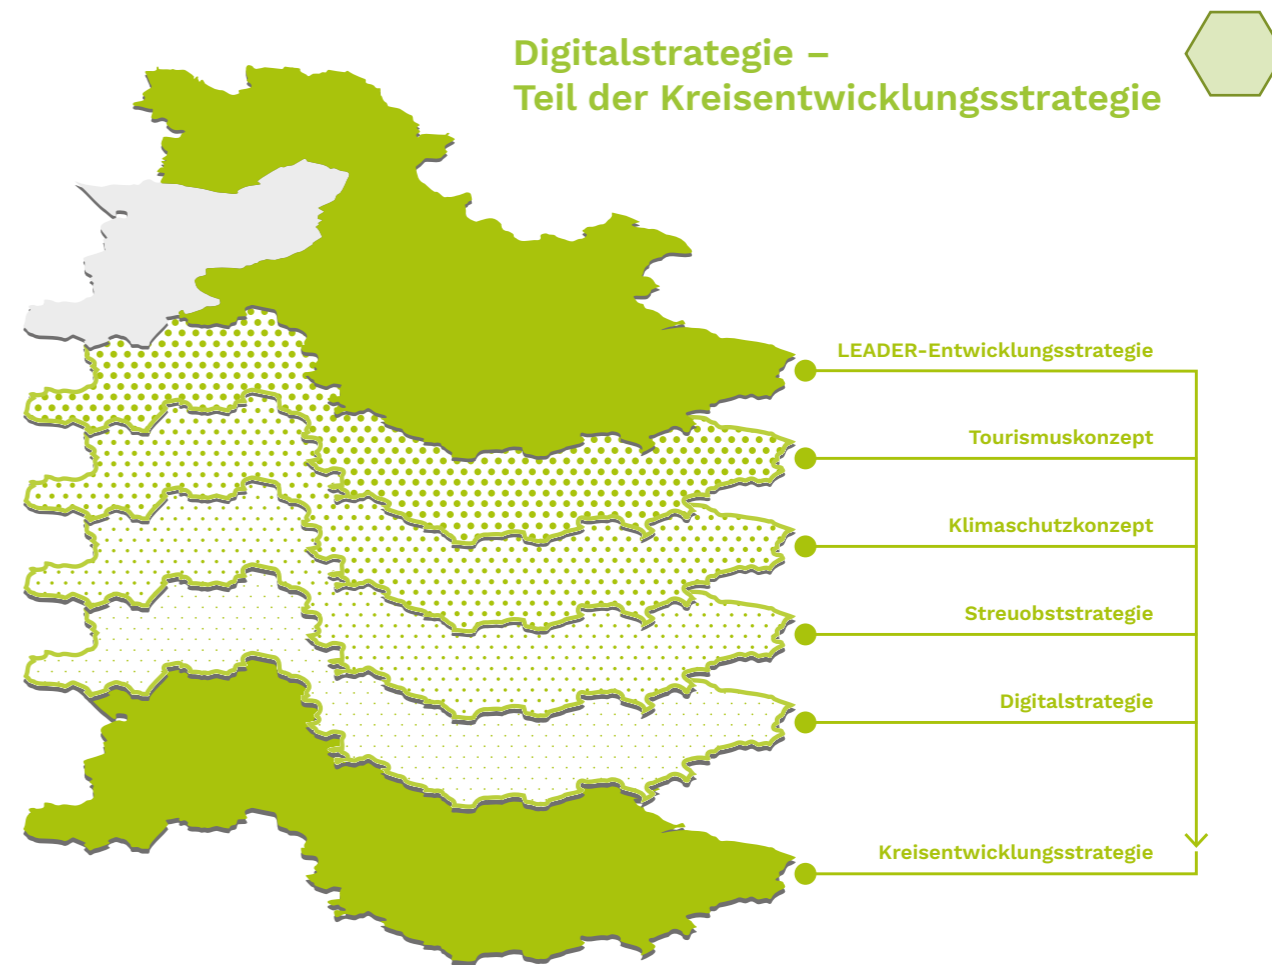 Digitalstrategie –
Teil der Kreisentwicklungsstrategie
LEADER-Entwicklungsstrategie
Tourismuskonzept
Klimaschutzkonzept
Streuobststrategie
Digitalstrategie
Kreisentwicklungsstrategie